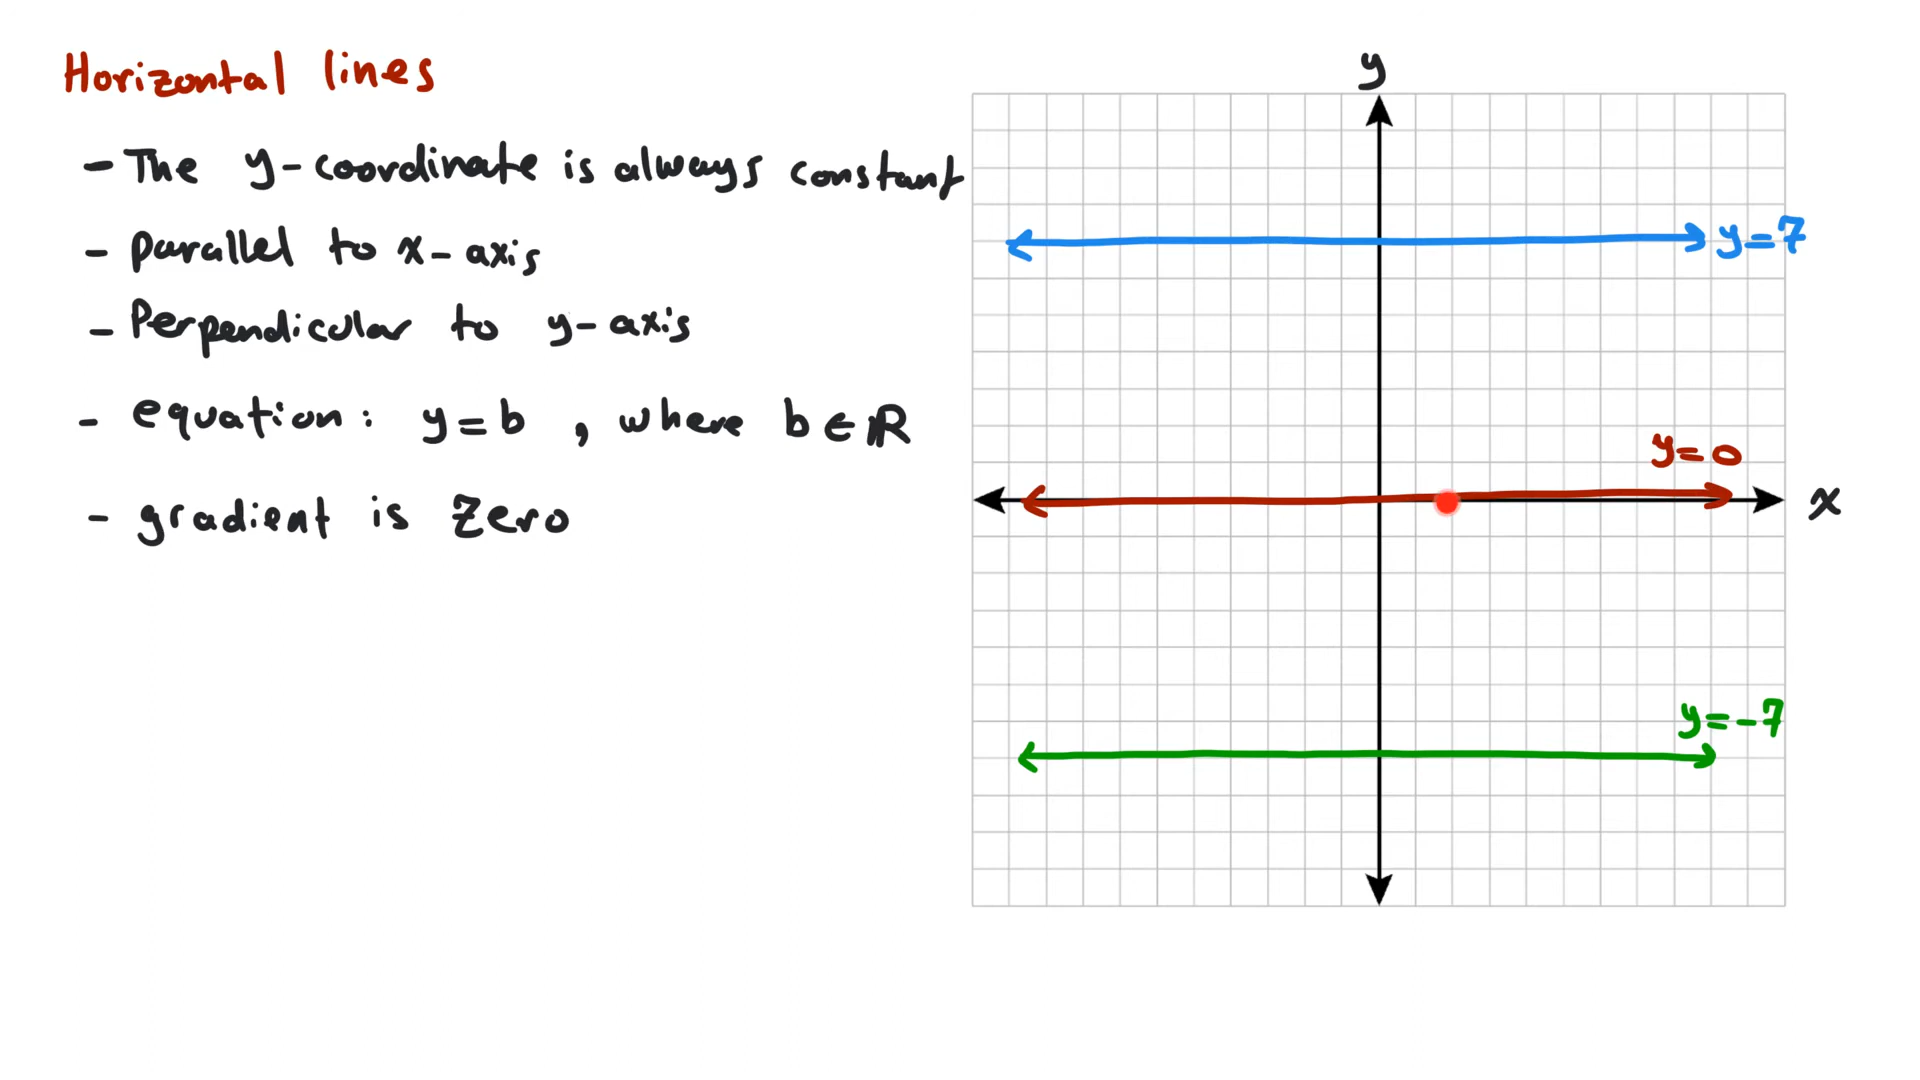 Horizontal lines
- The y-coordinate is always constant
- parallel to x-axis
- Perpendicular to y-axis
- equation: y=b , where b∈ℝ
- gradient is zero
y
y=7
y=0
x
y=-7